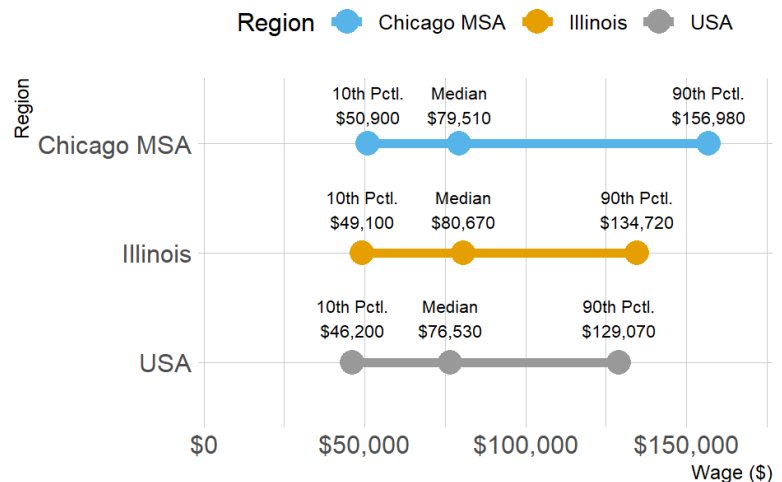 Region Chicago MSA Illinois USA
Region
10th Pctl. Median 90th Pctl.
$50,900 $79,510 $156,980
Chicago MSA
10th Pctl. Median 90th Pctl.
$49,100 $80,670 $134,720
Illinois
10th Pctl. Median 90th Pctl.
$46,200 $76,530 $129,070
USA
$0 $50,000 $100,000 $150,000
Wage ($)